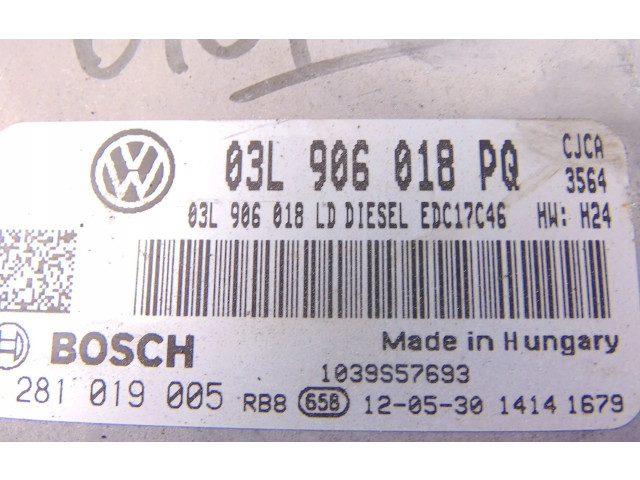 03L 906 018 PQ CJCA
3564
03L 906 018 LD DIESEL EDC17C46 HW: H24
BOSCH Made in Hungary
1039S57693
281 019 005 RB8 658 12-05-30 1414 1679